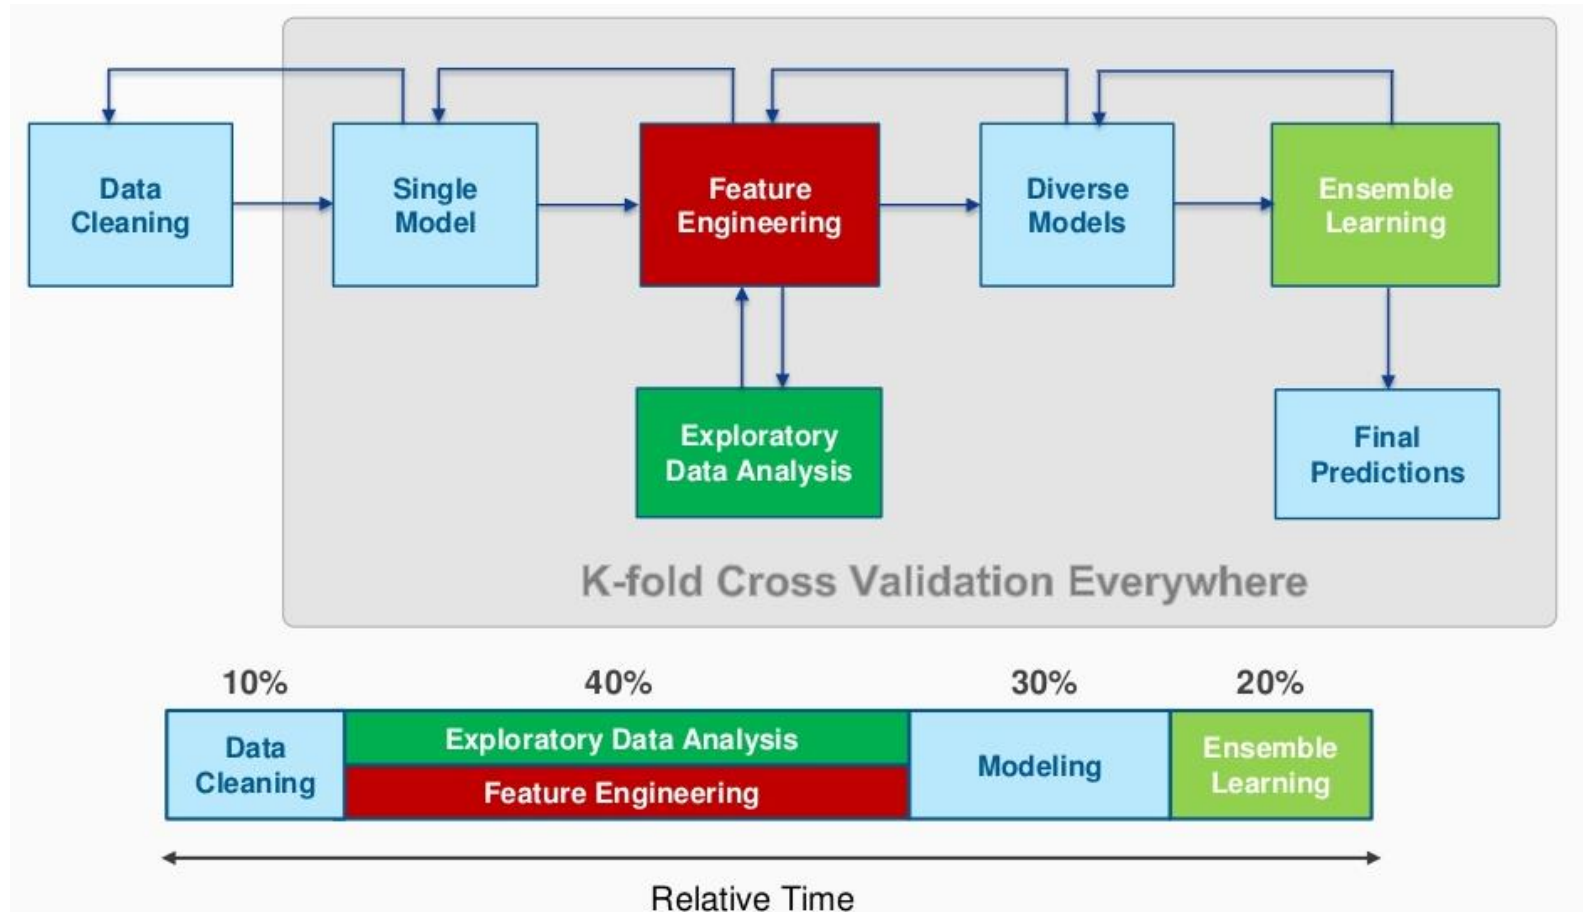 Data
Cleaning
Single
Model
Feature
Engineering
Diverse
Models
Ensemble
Learning
Exploratory
Data Analysis
Final
Predictions
K-fold Cross Validation Everywhere
10%
40%
30%
20%
Data
Cleaning
Exploratory Data Analysis
Feature Engineering
Modeling
Ensemble
Learning
Relative Time